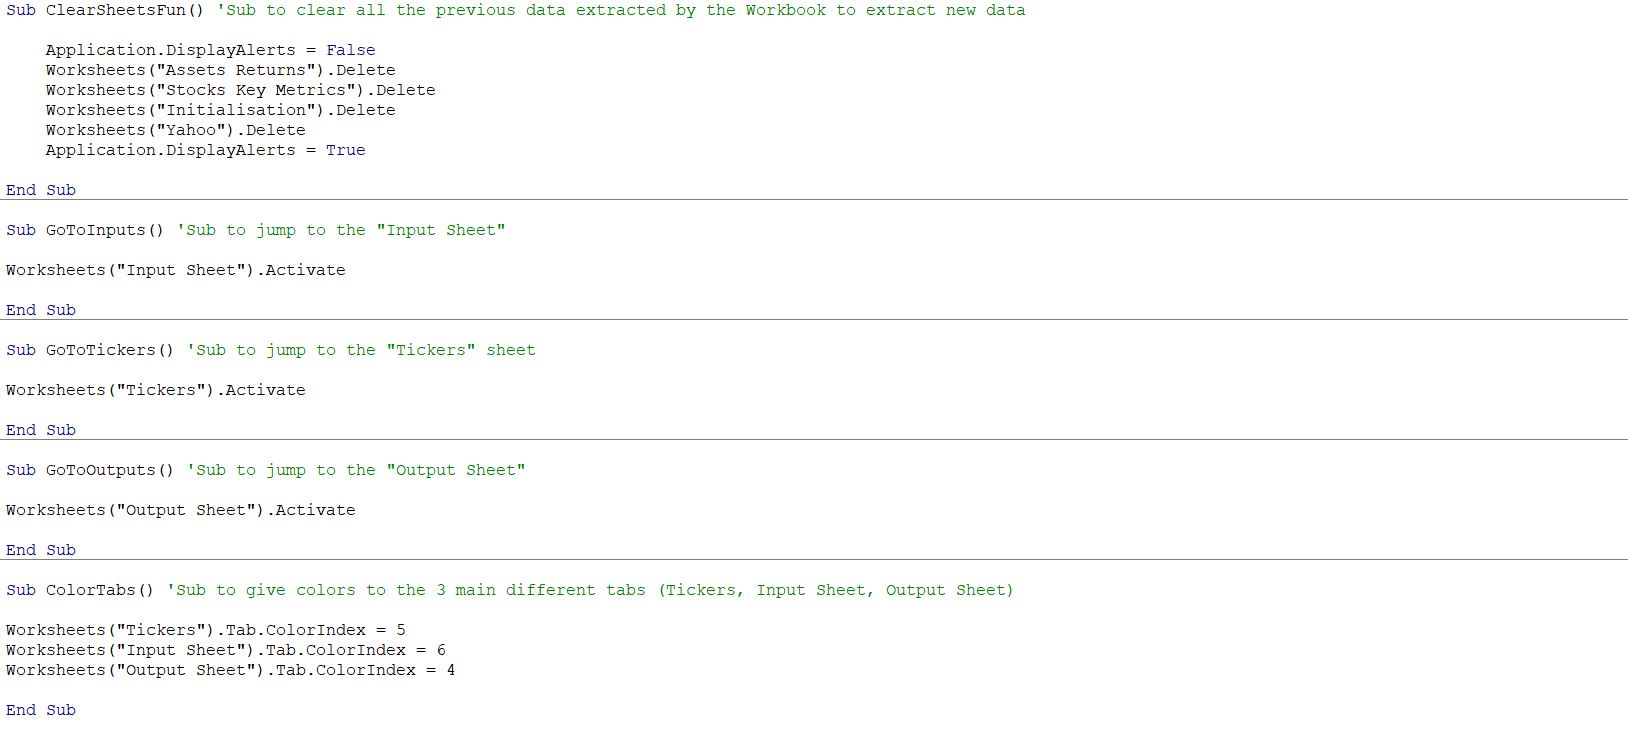 Sub ClearSheetsFun() 'Sub to clear all the previous data extracted by the Workbook to extract new data
Application.DisplayAlerts = False
Worksheets("Assets Returns").Delete
Worksheets("Stocks Key Metrics").Delete
Worksheets("Initialisation").Delete
Worksheets("Yahoo").Delete
Application.DisplayAlerts = True
End Sub
Sub GoToInputs() 'Sub to jump to the "Input Sheet"
Worksheets("Input Sheet").Activate
End Sub
Sub GoToTickers() 'Sub to jump to the "Tickers" sheet
Worksheets("Tickers").Activate
End Sub
Sub GoToOutputs() 'Sub to jump to the "Output Sheet"
Worksheets("Output Sheet").Activate
End Sub
Sub ColorTabs() 'Sub to give colors to the 3 main different tabs (Tickers, Input Sheet, Output Sheet)
Worksheets("Tickers").Tab.ColorIndex = 5
Worksheets("Input Sheet").Tab.ColorIndex = 6
Worksheets("Output Sheet").Tab.ColorIndex = 4
End Sub